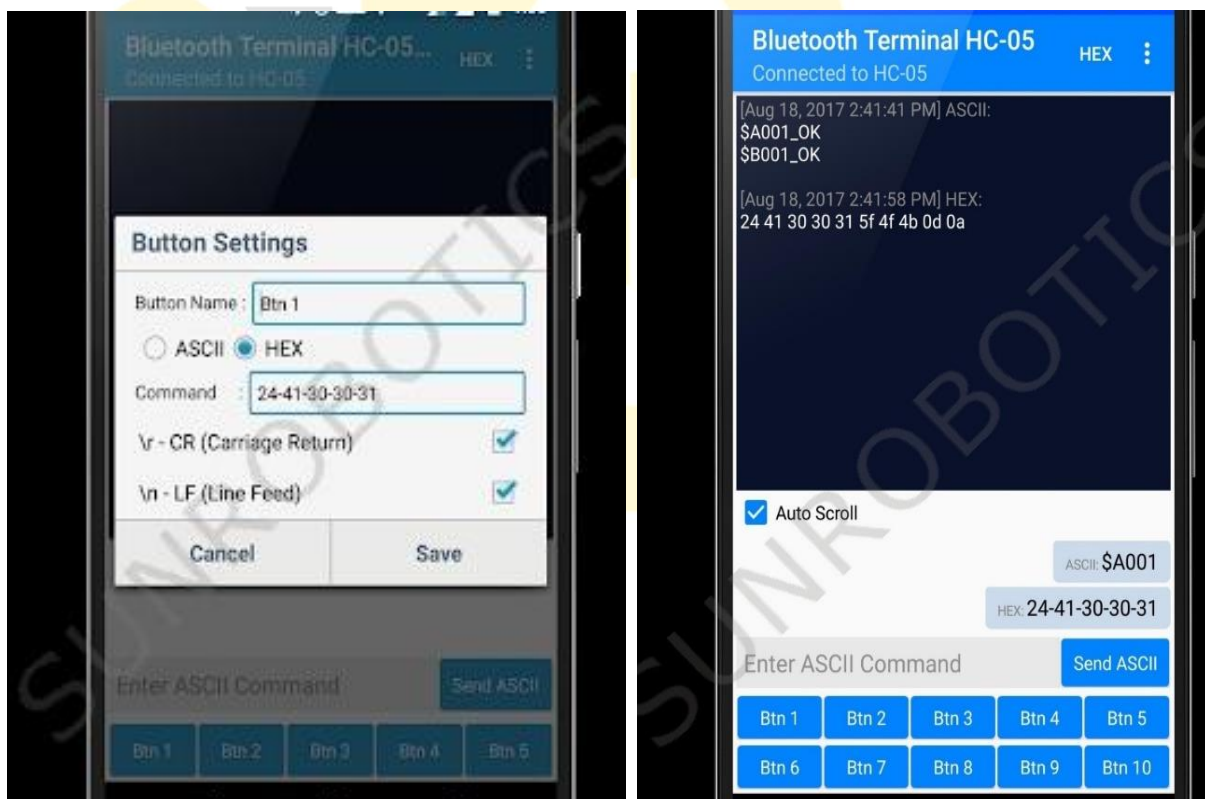 Bluetooth Terminal HC-05...
HEX
Connected to HC-05
Button Settings
Button Name : Btn 1
ASCII HEX
Command : 24-41-30-30-31
\r - CR (Carriage Return)
\n - LF (Line Feed)
Cancel Save
Enter ASCII Command Send ASCII
Btn 1 Btn 2 Btn 3 Btn 4 Btn 5
SUNROBOTICS
Bluetooth Terminal HC-05
HEX
Connected to HC-05
[Aug 18, 2017 2:41:41 PM] ASCII:
$A001_OK
$B001_OK
[Aug 18, 2017 2:41:58 PM] HEX:
24 41 30 30 31 5f 4f 4b 0d 0a
Auto Scroll
ASCII: $A001
HEX: 24-41-30-30-31
Enter ASCII Command Send ASCII
Btn 1 Btn 2 Btn 3 Btn 4 Btn 5
Btn 6 Btn 7 Btn 8 Btn 9 Btn 10
SUNROBOTICS